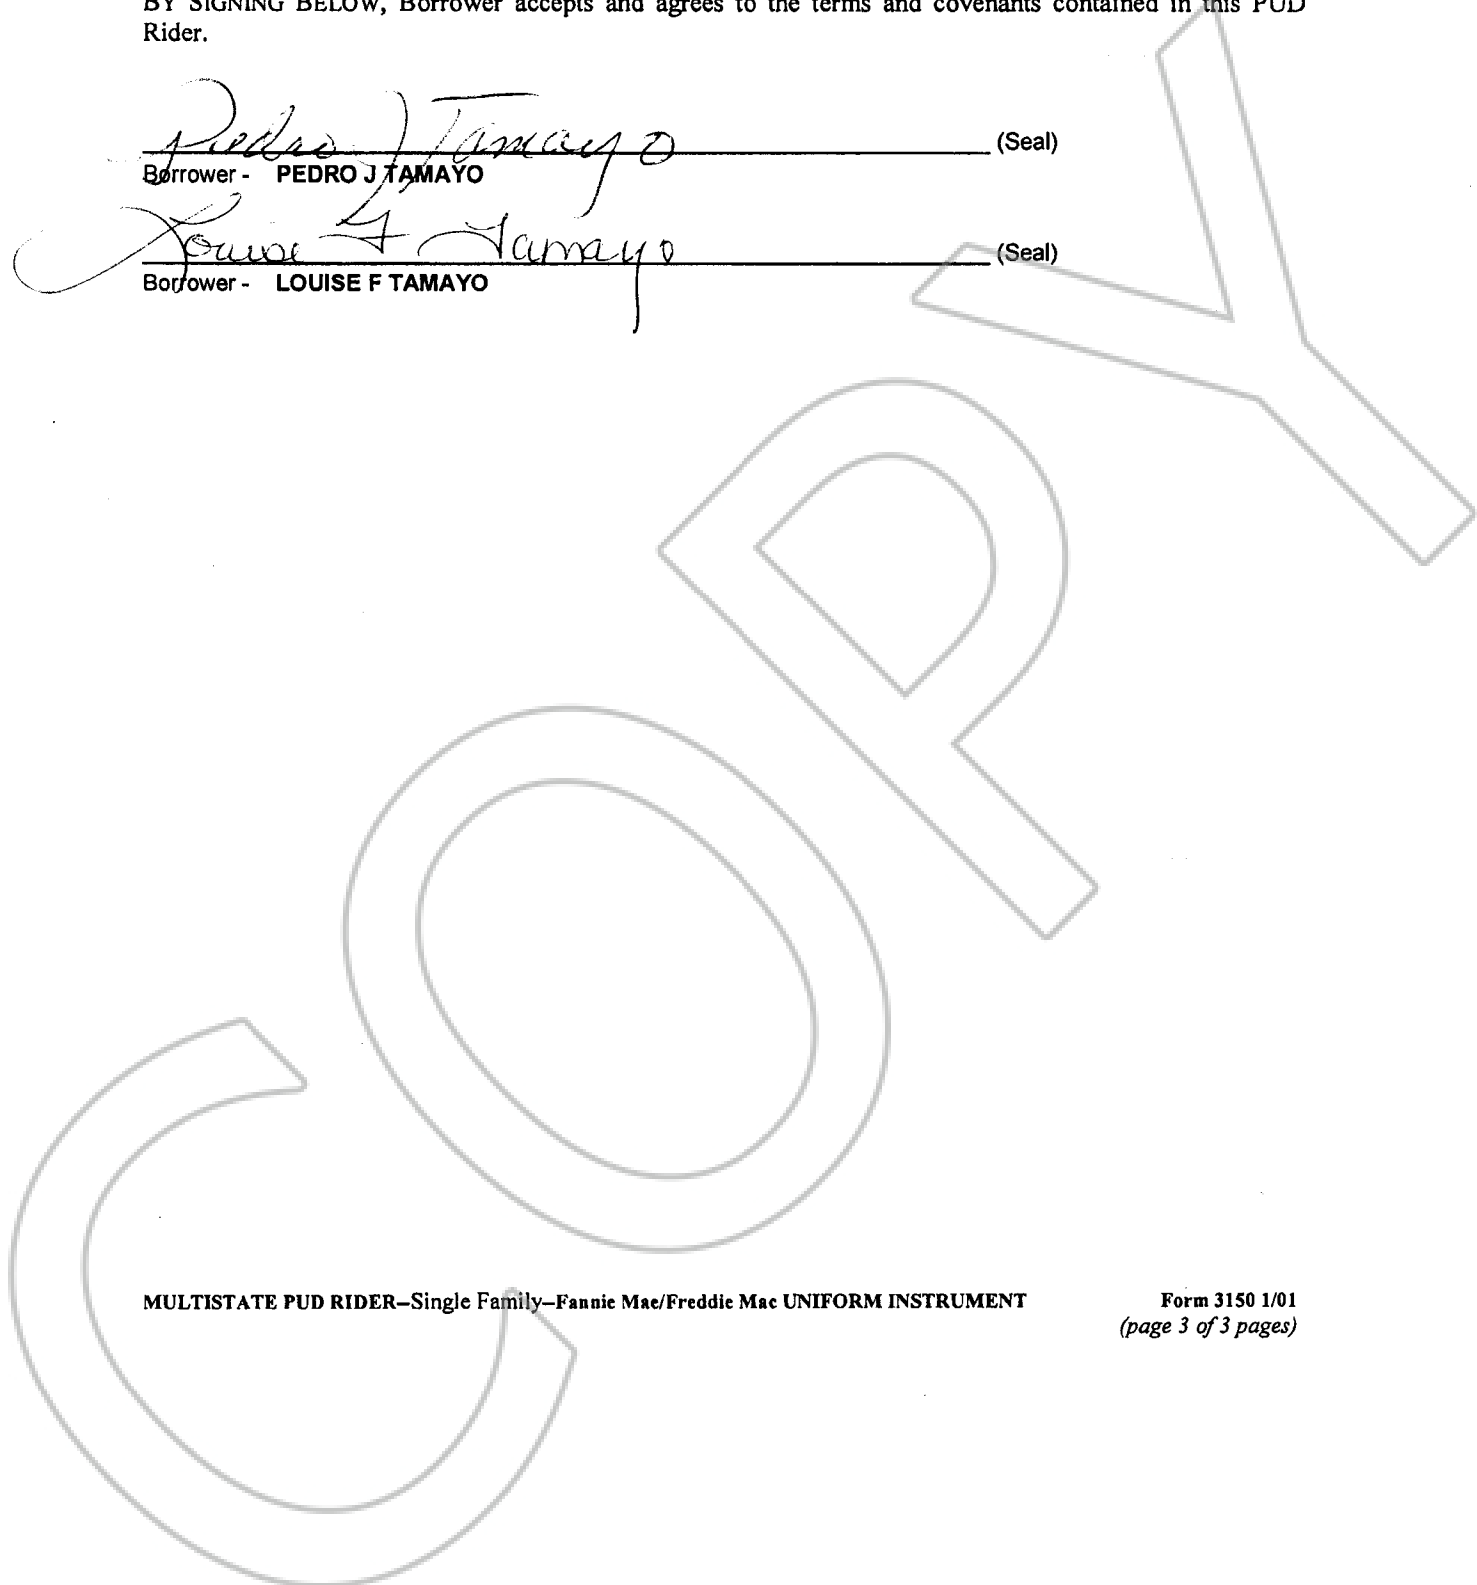 BY SIGNING BELOW, Borrower accepts and agrees to the terms and covenants contained in this PUD
Rider.
Pedro J Tamayo (Seal)
Borrower - PEDRO J TAMAYO
Louise F Tamayo (Seal)
Borrower - LOUISE F TAMAYO
COPY
MULTISTATE PUD RIDER–Single Family–Fannie Mae/Freddie Mac UNIFORM INSTRUMENT Form 3150 1/01
(page 3 of 3 pages)